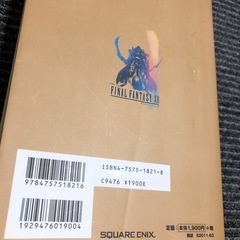 FINAL FANTASY XII
ISBN4-7575-1821-8
C9476 ¥1900E
9784757518216
1929476019004
SQUARE ENIX.
定価 本体1,900円 +税